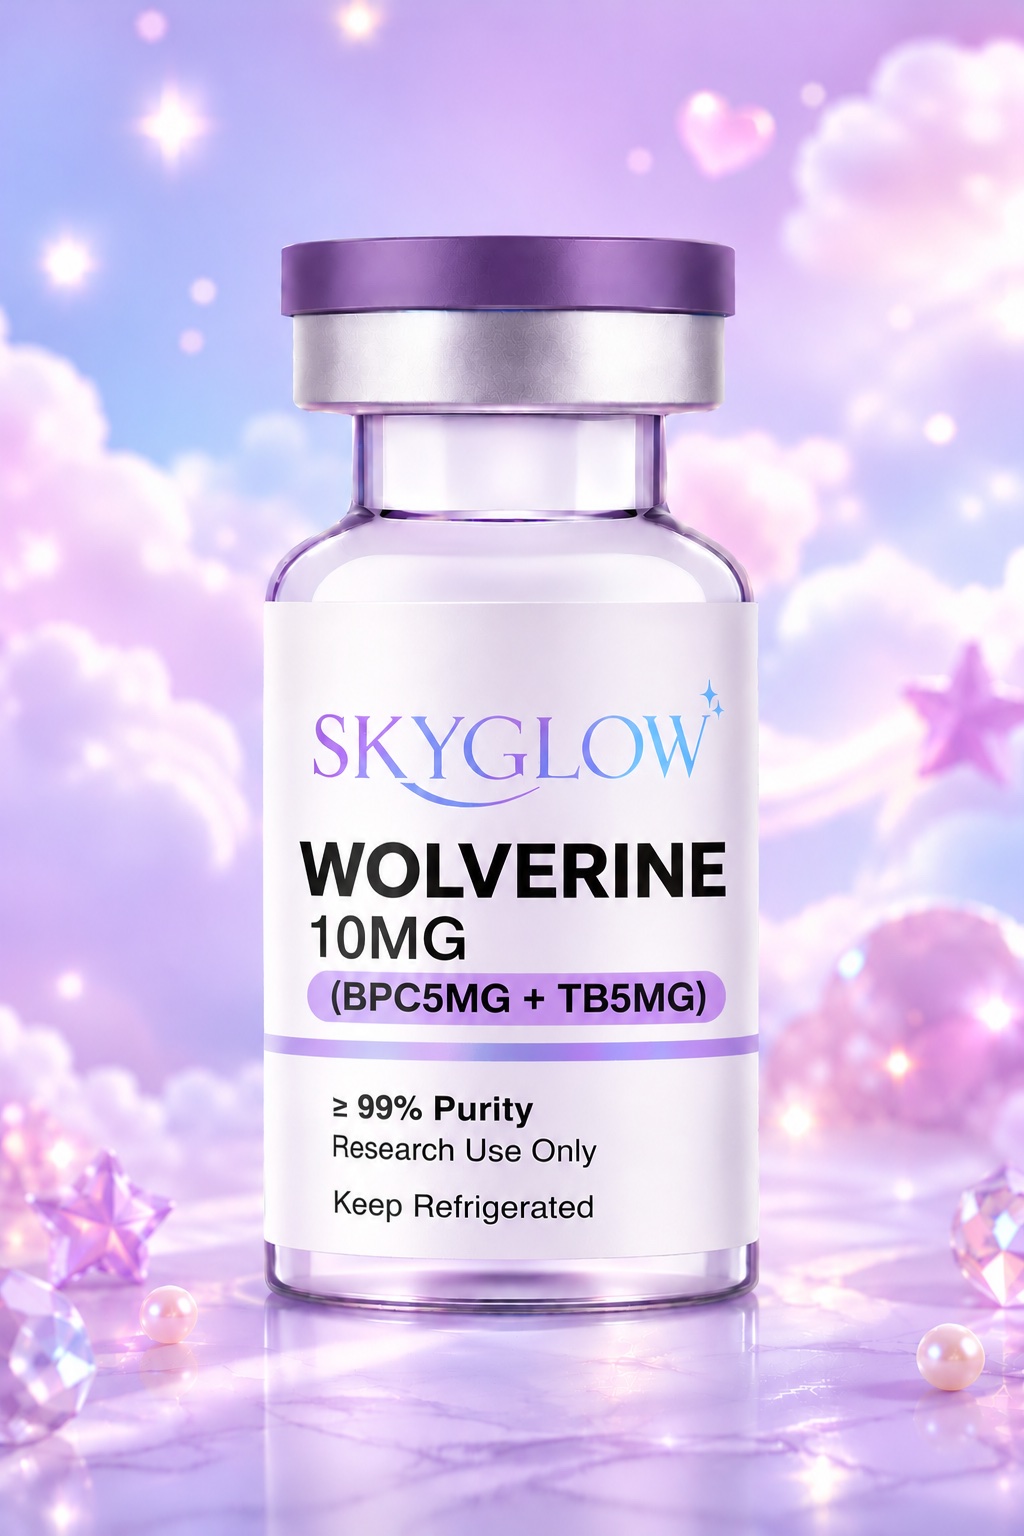 SKYGLOW
WOLVERINE
10MG
(BPC5MG + TB5MG)
≥ 99% Purity
Research Use Only
Keep Refrigerated